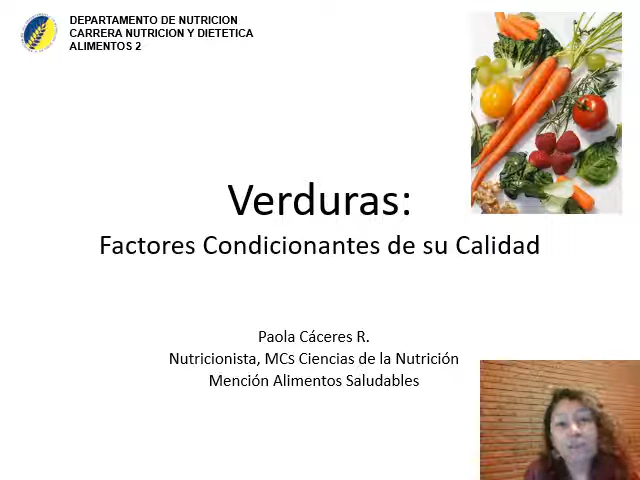 DEPARTAMENTO DE NUTRICION
CARRERA NUTRICION Y DIETETICA
ALIMENTOS 2
Verduras:
Factores Condicionantes de su Calidad
Paola Cáceres R.
Nutricionista, MCs Ciencias de la Nutrición
Mención Alimentos Saludables